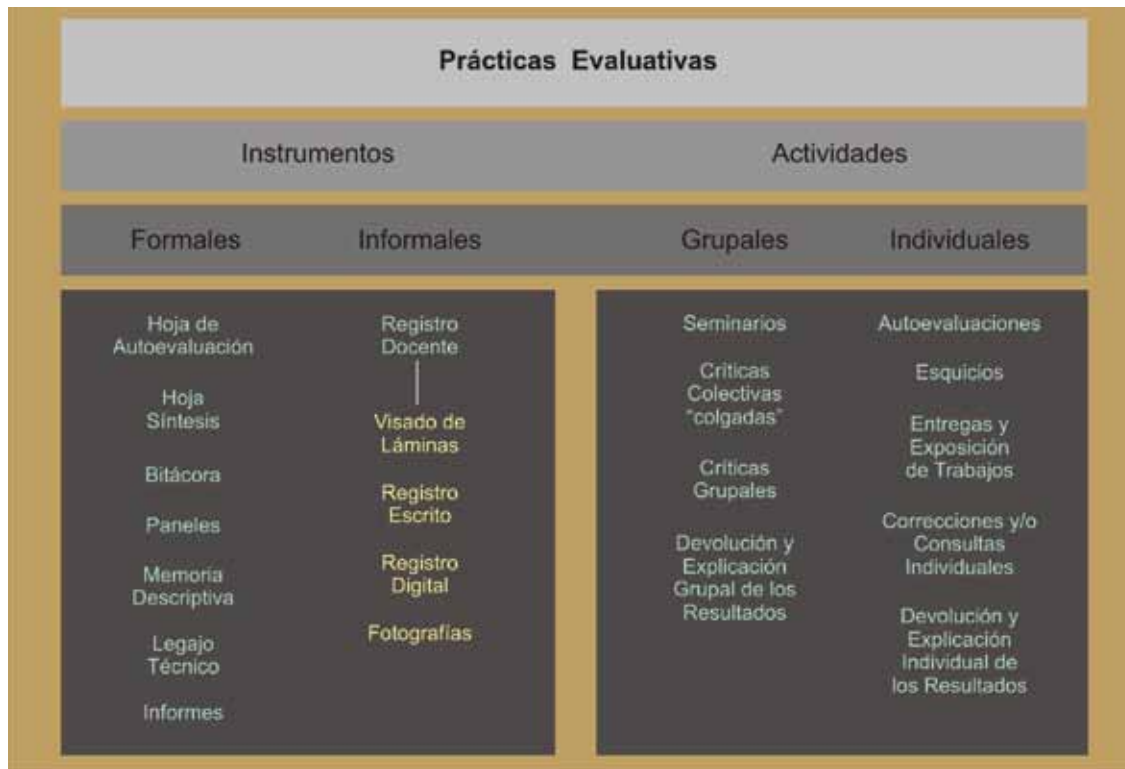 Prácticas Evaluativas
Instrumentos
Actividades
Formales
Informales
Grupales
Individuales
Hoja de
Autoevaluación
Hoja
Síntesis
Bitácora
Paneles
Memoria
Descriptiva
Legajo
Técnico
Informes
Registro
Docente
Visado de
Láminas
Registro
Escrito
Registro
Digital
Fotografías
Seminarios
Críticas
Colectivas
"colgadas"
Críticas
Grupales
Devolución y
Explicación
Grupal de los
Resultados
Autoevaluaciones
Esquicios
Entregas y
Exposición
de Trabajos
Correcciones y/o
Consultas
Individuales
Devolución y
Explicación
Individual de
los Resultados